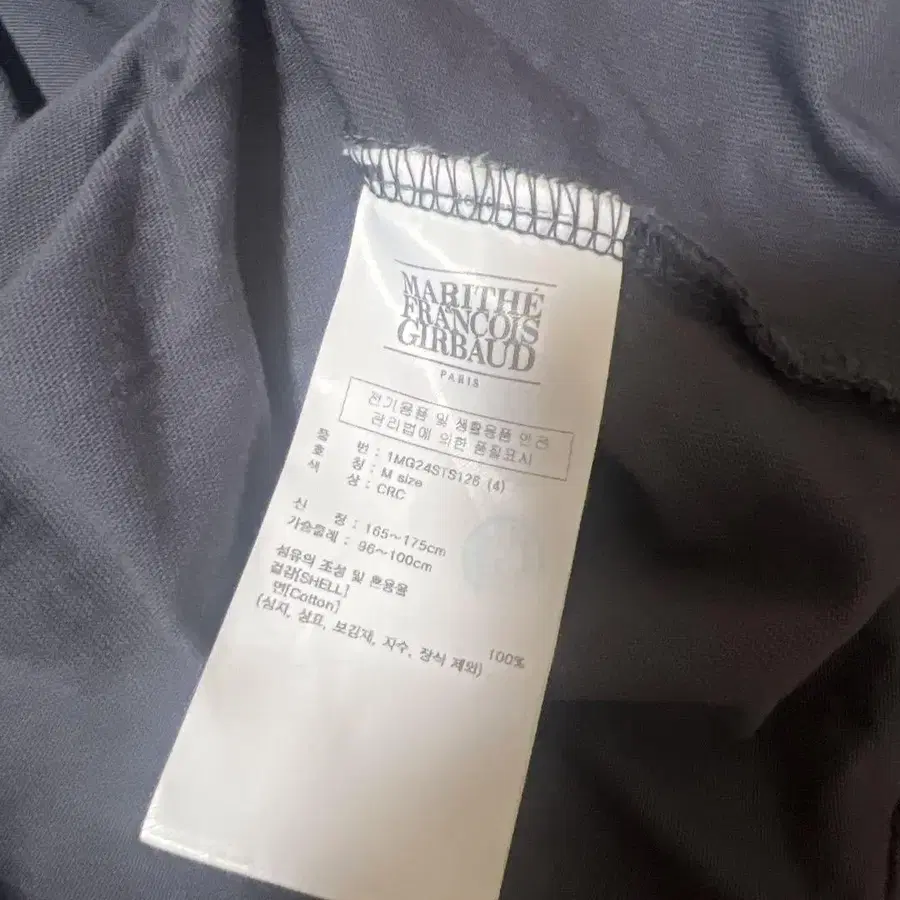 MARITHÉ
FRANCOIS
GIRBAUD
PARIS
전기용품 및 생활용품 안전
관리법에 의한 품질표시
품 번 : 1MG24STS126 (4)
호 칭 : M size
색 상 : CRC
신 장 : 165~175cm
가슴둘레 : 96~100cm
섬유의 조성 및 혼용율
겉감[SHELL]
면[Cotton] 100%
(심지, 상표, 보강재, 자수, 장식 제외)